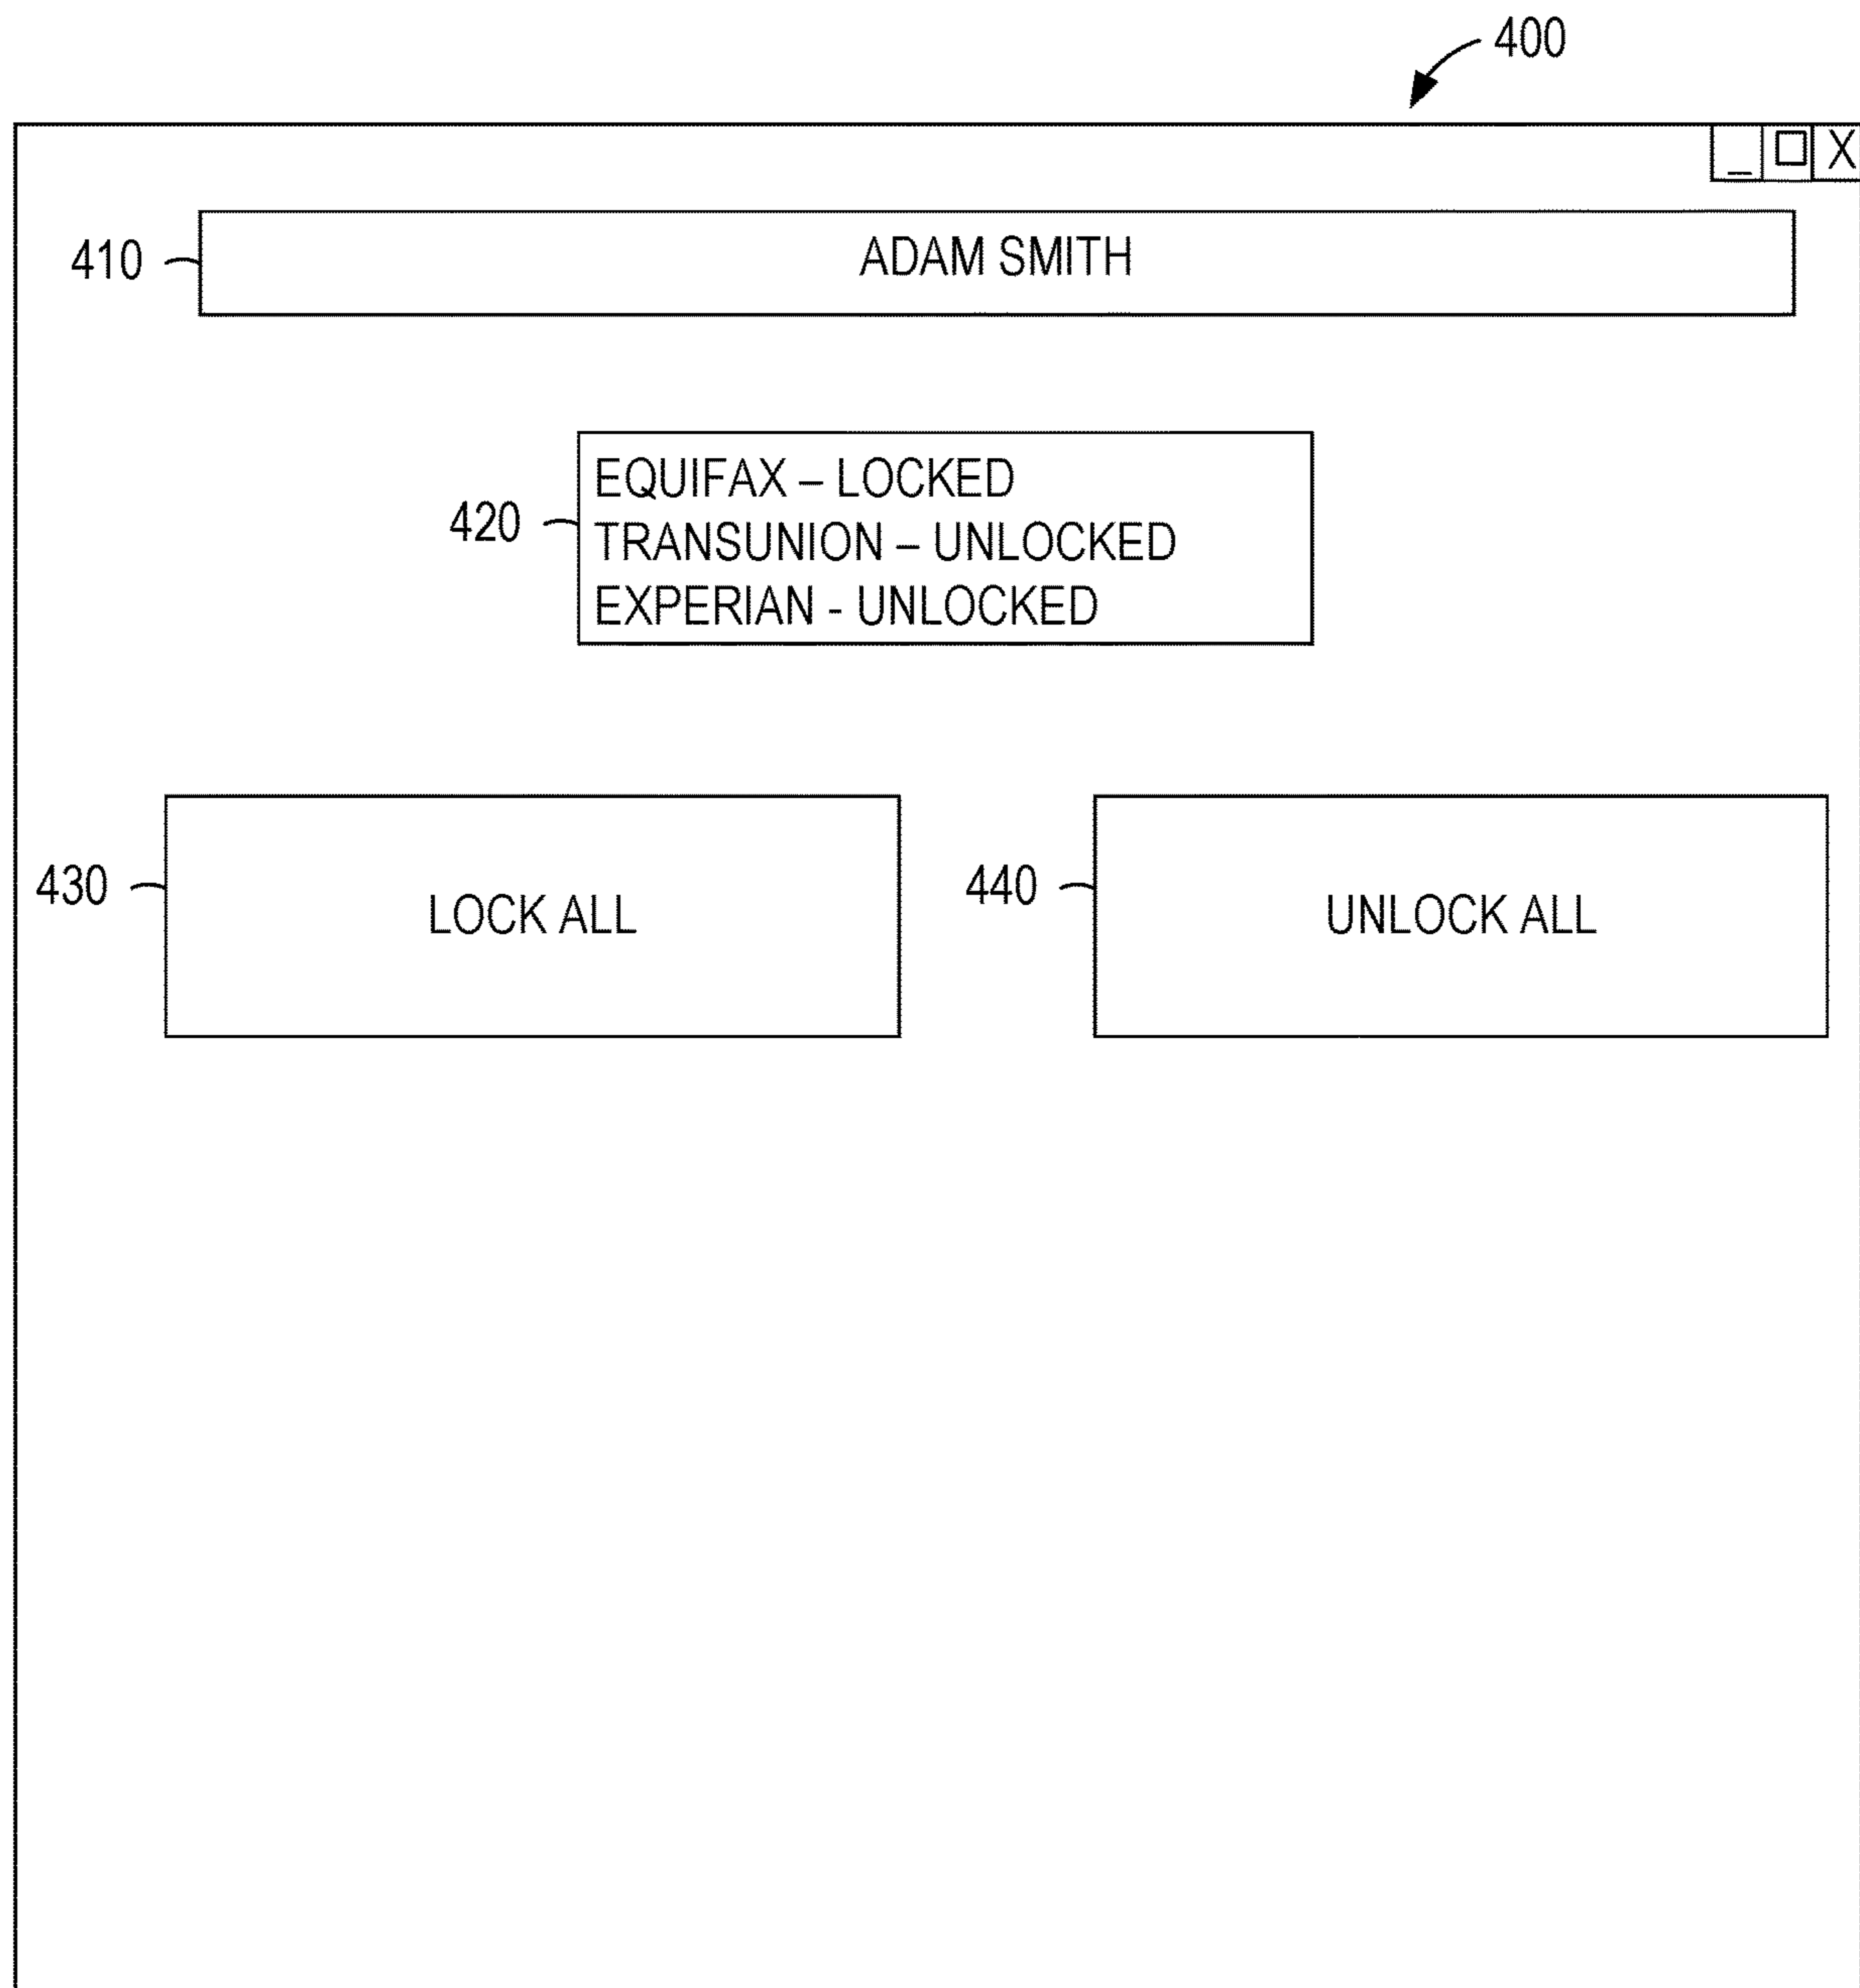 400
_ □ X
410 ADAM SMITH
EQUIFAX – LOCKED
420 TRANSUNION – UNLOCKED
EXPERIAN - UNLOCKED
430 LOCK ALL 440 UNLOCK ALL